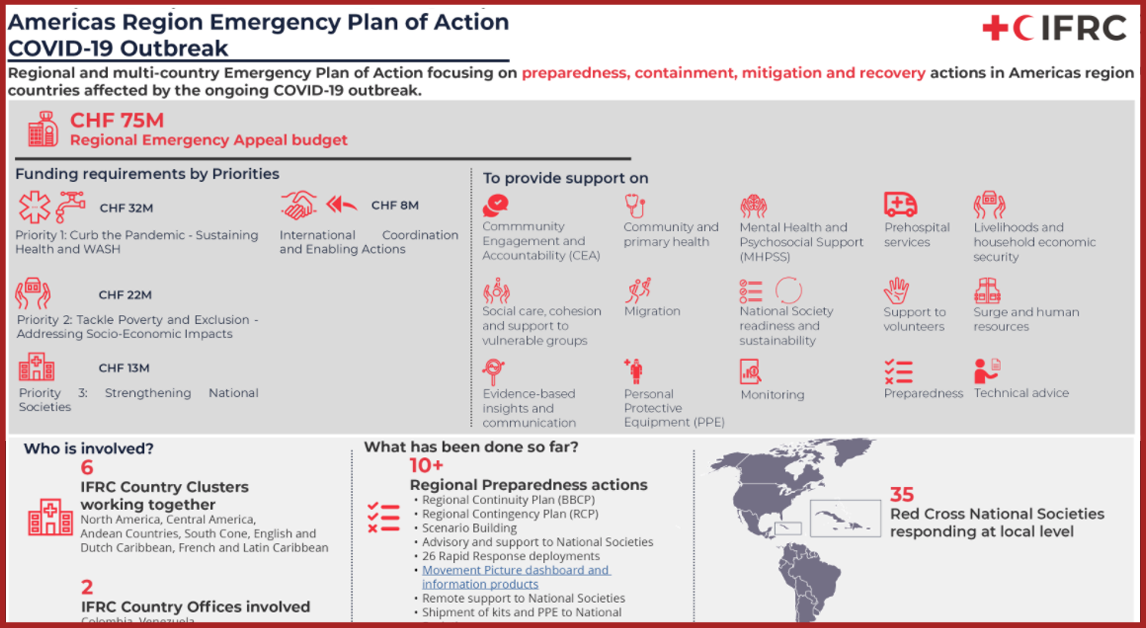 Americas Region Emergency Plan of Action
COVID-19 Outbreak
IFRC
Regional and multi-country Emergency Plan of Action focusing on preparedness, containment, mitigation and recovery actions in Americas region
countries affected by the ongoing COVID-19 outbreak.
CHF 75M
Regional Emergency Appeal budget
Funding requirements by Priorities
CHF 32M
Priority 1: Curb the Pandemic - Sustaining
Health and WASH
CHF 8M
International Coordination
and Enabling Actions
CHF 22M
Priority 2: Tackle Poverty and Exclusion -
Addressing Socio-Economic Impacts
CHF 13M
Priority 3: Strengthening National
Societies
To provide support on
Commmunity
Engagement and
Accountability (CEA)
Community and
primary health
Mental Health and
Psychosocial Support
(MHPSS)
Prehospital
services
Livelihoods and
household economic
security
Social care, cohesion
and support to
vulnerable groups
Migration
National Society
readiness and
sustainability
Support to
volunteers
Surge and human
resources
Evidence-based
insights and
communication
Personal
Protective
Equipment (PPE)
Monitoring
Preparedness
Technical advice
Who is involved?
6
IFRC Country Clusters
working together
North America, Central America,
Andean Countries, South Cone, English and
Dutch Caribbean, French and Latin Caribbean
2
IFRC Country Offices involved
Colombia, Venezuela
What has been done so far?
10+
Regional Preparedness actions
• Regional Continuity Plan (BBCP)
• Regional Contingency Plan (RCP)
• Scenario Building
• Advisory and support to National Societies
• 26 Rapid Response deployments
• Movement Picture dashboard and
information products
• Remote support to National Societies
• Shipment of kits and PPE to National
35
Red Cross National Societies
responding at local level